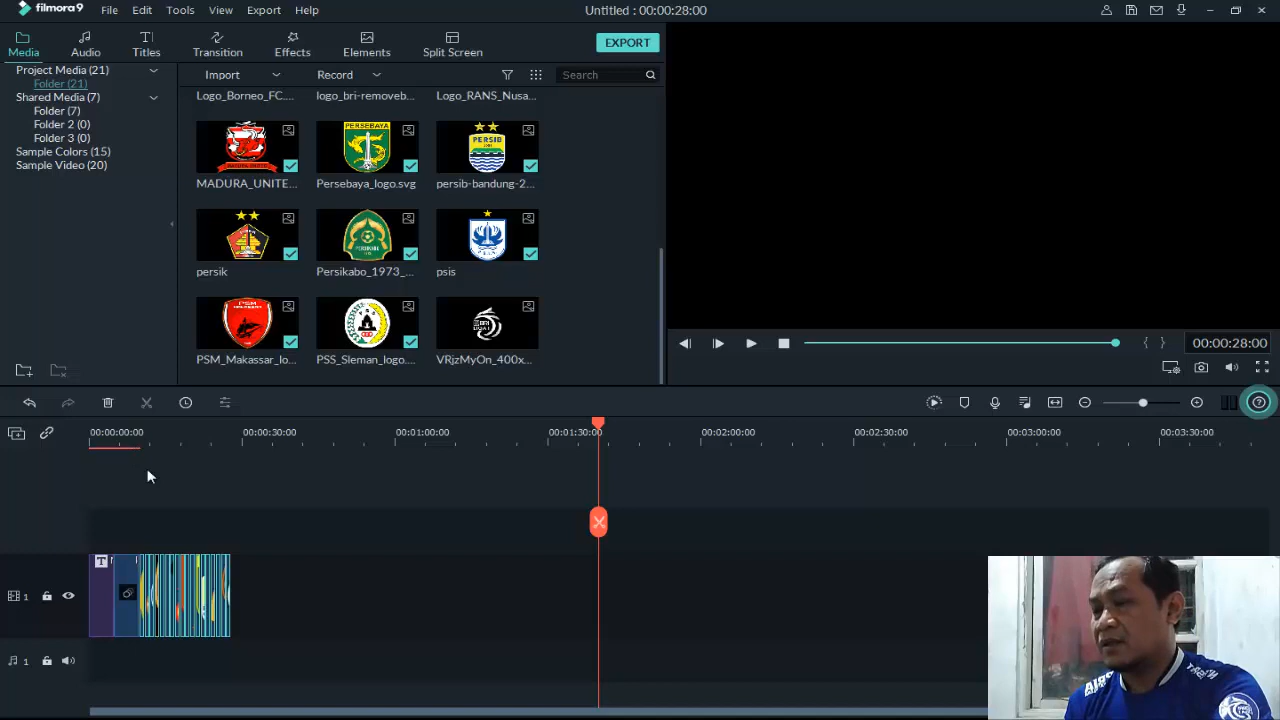 filmora9 File Edit Tools View Export Help Untitled : 00:00:28:00
Media Audio Titles Transition Effects Elements Split Screen EXPORT
Project Media (21)
Folder (21)
Shared Media (7)
Folder (7)
Folder 2 (0)
Folder 3 (0)
Sample Colors (15)
Sample Video (20)
Import Record Search
Logo_Borneo_FC.... logo_bri-removeb... Logo_RANS_Nusa...
MADURA_UNITE... Persebaya_logo.svg persib-bandung-2...
persik Persikabo_1973_... psis
PSM_Makassar_lo... PSS_Sleman_logo.... VRjzMyOn_400x...
PERSEBAYA
PERSIB
00:00:28:00
00:00:00:00 00:00:30:00 00:01:00:00 00:01:30:00 00:02:00:00 00:02:30:00 00:03:00:00 00:03:30:00
T
1
1